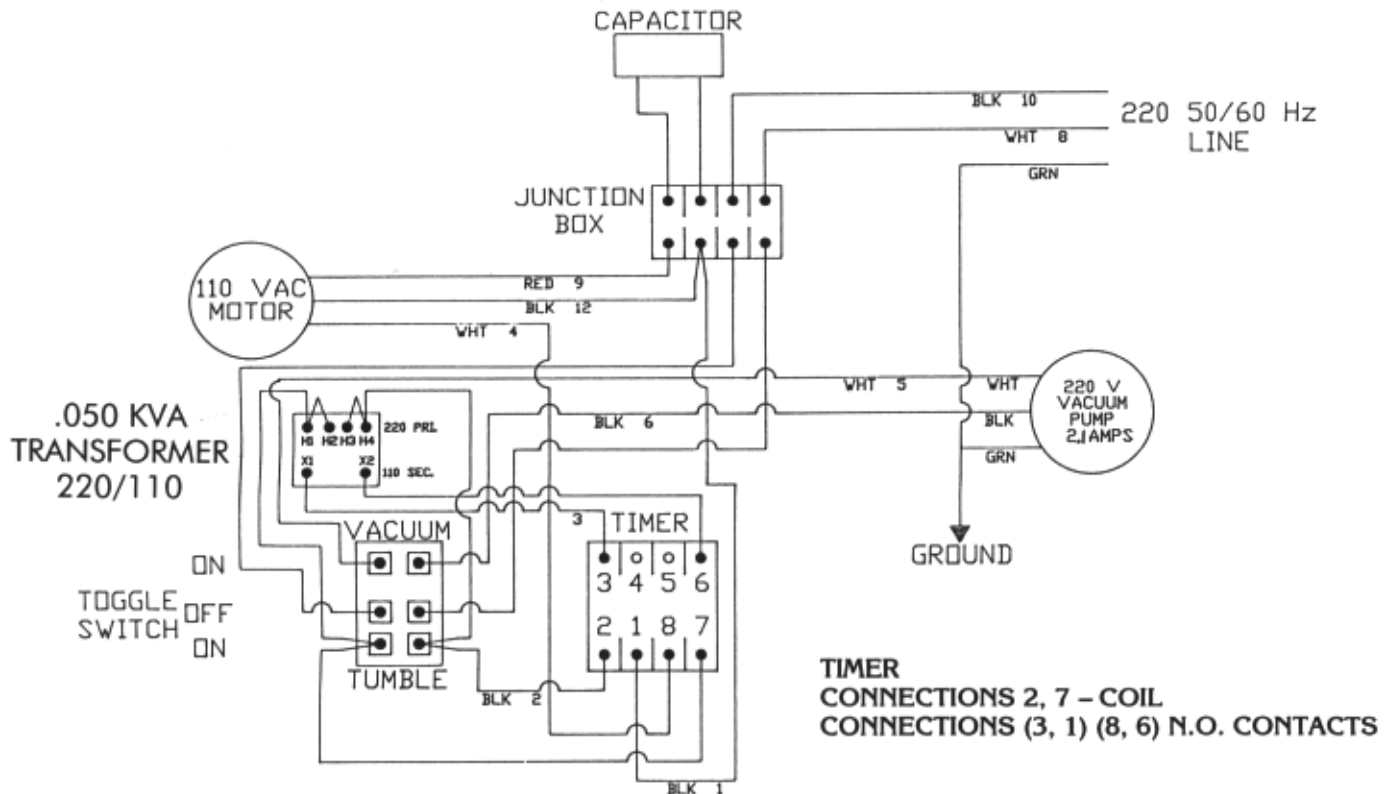 CAPACITOR
BLK 10
220 50/60 Hz
LINE
WHT 8
GRN
JUNCTION
BOX
110 VAC
MOTOR
RED 9
BLK 12
WHT 4
WHT 5
WHT
220 V
VACUUM
PUMP
2.1AMPS
BLK
GRN
BLK 6
.050 KVA
TRANSFORMER
220/110
H1 H2 H3 H4
220 PRI.
X1 X2
110 SEC.
3
VACUUM
TIMER
GROUND
ON
TOGGLE
SWITCH
OFF
ON
TUMBLE
3 4 5 6
2 1 8 7
BLK 2
BLK 1
TIMER
CONNECTIONS 2, 7 – COIL
CONNECTIONS (3, 1) (8, 6) N.O. CONTACTS